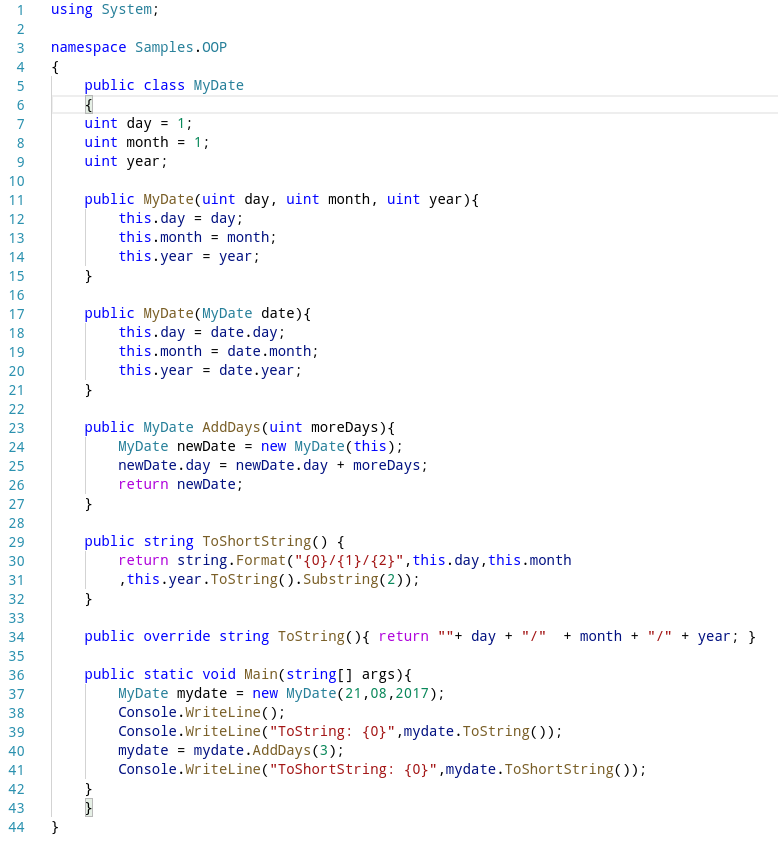 1 using System;
2
3 namespace Samples.OOP
4 {
5     public class MyDate
6     {
7     uint day = 1;
8     uint month = 1;
9     uint year;
10
11     public MyDate(uint day, uint month, uint year){
12         this.day = day;
13         this.month = month;
14         this.year = year;
15     }
16
17     public MyDate(MyDate date){
18         this.day = date.day;
19         this.month = date.month;
20         this.year = date.year;
21     }
22
23     public MyDate AddDays(uint moreDays){
24         MyDate newDate = new MyDate(this);
25         newDate.day = newDate.day + moreDays;
26         return newDate;
27     }
28
29     public string ToShortString() {
30         return string.Format("{0}/{1}/{2}",this.day,this.month
31         ,this.year.ToString().Substring(2));
32     }
33
34     public override string ToString(){ return ""+ day + "/"  + month + "/" + year; }
35
36     public static void Main(string[] args){
37         MyDate mydate = new MyDate(21,08,2017);
38         Console.WriteLine();
39         Console.WriteLine("ToString: {0}",mydate.ToString());
40         mydate = mydate.AddDays(3);
41         Console.WriteLine("ToShortString: {0}",mydate.ToShortString());
42     }
43     }
44 }